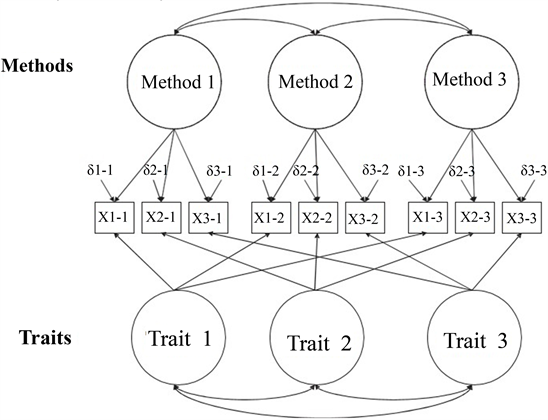 Methods
Method 1 Method 2 Method 3
δ1-1 δ2-1 δ3-1 δ1-2 δ2-2 δ3-2 δ1-3 δ2-3 δ3-3
X1-1 X2-1 X3-1 X1-2 X2-2 X3-2 X1-3 X2-3 X3-3
Traits
Trait 1 Trait 2 Trait 3